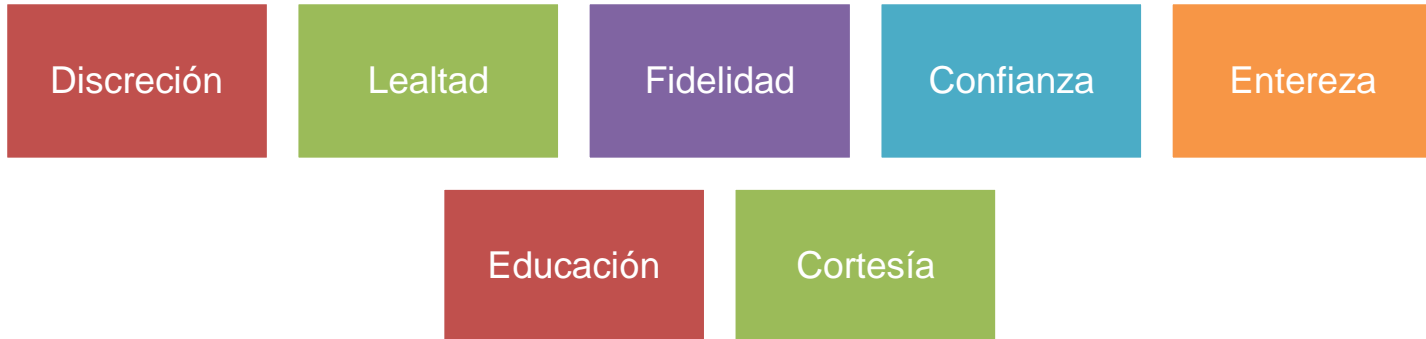 Discreción
Lealtad
Fidelidad
Confianza
Entereza
Educación
Cortesía